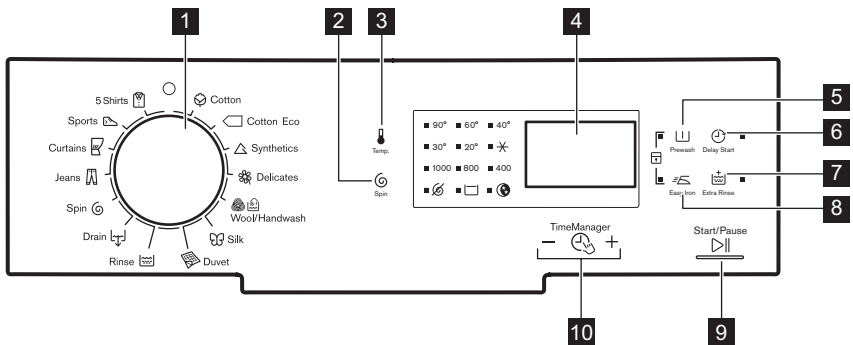 1
2
3
4
5
6
7
8
9
10
5 Shirts
Cotton
Sports
Cotton Eco
Curtains
Synthetics
Jeans
Delicates
Spin
Wool/Handwash
Drain
Silk
Rinse
Duvet
Temp.
Spin
90° 60° 40°
30° 20°
1000 800 400
Prewash
Delay Start
Easy Iron
Extra Rinse
TimeManager
− +
Start/Pause